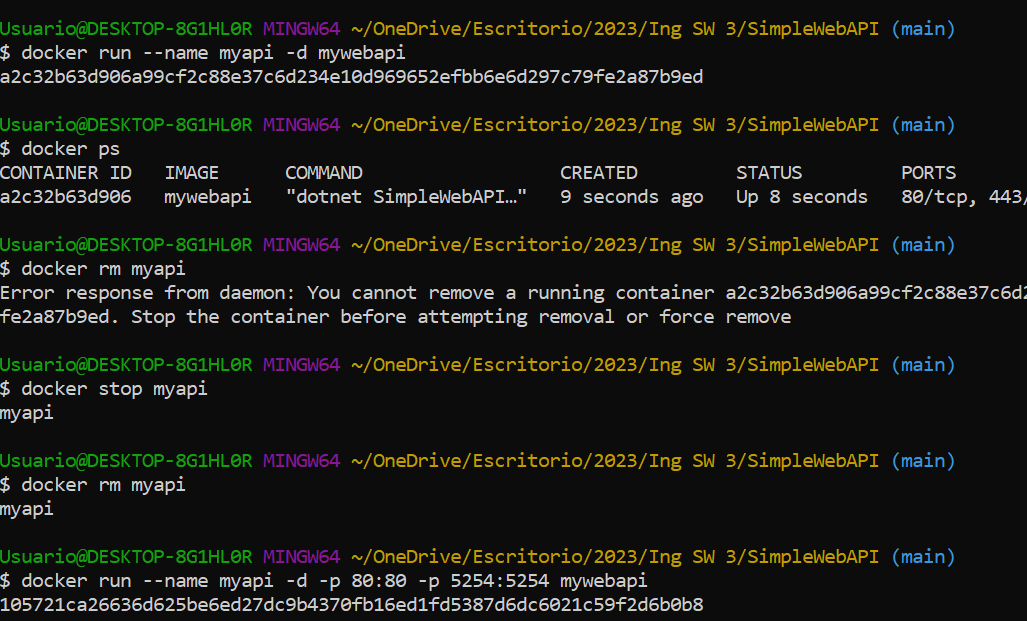 Usuario@DESKTOP-8G1HL0R MINGW64 ~/OneDrive/Escritorio/2023/Ing SW 3/SimpleWebAPI (main)
$ docker run --name myapi -d mywebapi
a2c32b63d906a99cf2c88e37c6d234e10d969652efbb6e6d297c79fe2a87b9ed
Usuario@DESKTOP-8G1HL0R MINGW64 ~/OneDrive/Escritorio/2023/Ing SW 3/SimpleWebAPI (main)
$ docker ps
CONTAINER ID   IMAGE      COMMAND                  CREATED         STATUS         PORTS
a2c32b63d906   mywebapi   "dotnet SimpleWebAPI…"   9 seconds ago   Up 8 seconds   80/tcp, 443/
Usuario@DESKTOP-8G1HL0R MINGW64 ~/OneDrive/Escritorio/2023/Ing SW 3/SimpleWebAPI (main)
$ docker rm myapi
Error response from daemon: You cannot remove a running container a2c32b63d906a99cf2c88e37c6d2
fe2a87b9ed. Stop the container before attempting removal or force remove
Usuario@DESKTOP-8G1HL0R MINGW64 ~/OneDrive/Escritorio/2023/Ing SW 3/SimpleWebAPI (main)
$ docker stop myapi
myapi
Usuario@DESKTOP-8G1HL0R MINGW64 ~/OneDrive/Escritorio/2023/Ing SW 3/SimpleWebAPI (main)
$ docker rm myapi
myapi
Usuario@DESKTOP-8G1HL0R MINGW64 ~/OneDrive/Escritorio/2023/Ing SW 3/SimpleWebAPI (main)
$ docker run --name myapi -d -p 80:80 -p 5254:5254 mywebapi
105721ca26636d625be6ed27dc9b4370fb16ed1fd5387d6dc6021c59f2d6b0b8